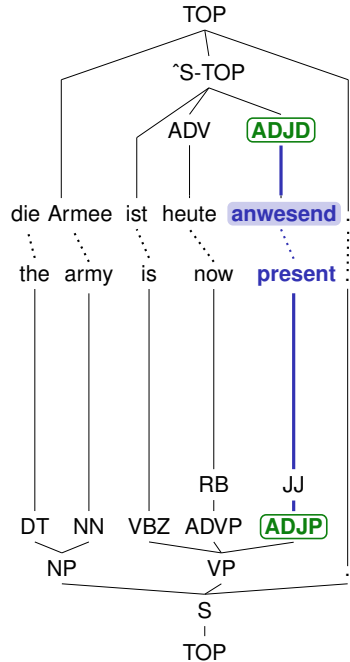 TOP
ˆS-TOP
ADV ADJD
die Armee ist heute anwesend .
the army is now present .
RB JJ
DT NN VBZ ADVP ADJP
NP VP .
S
TOP